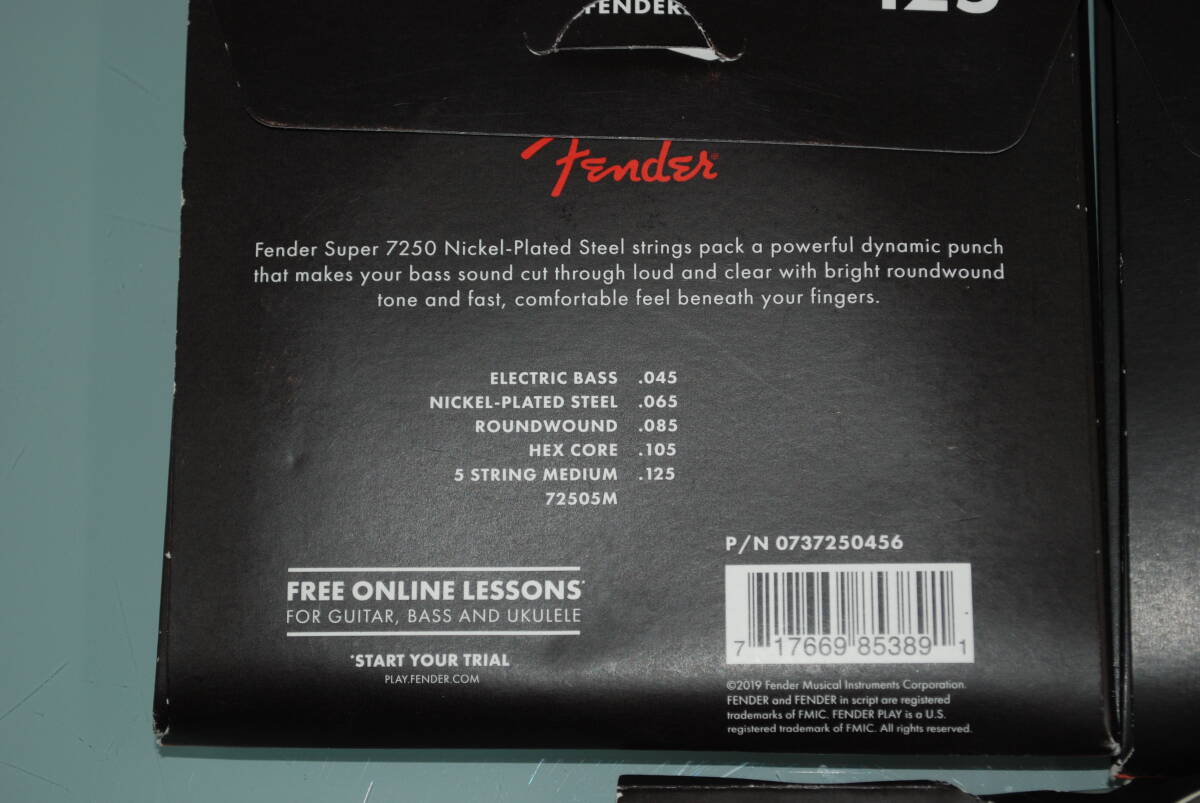 FENDER.
125
Fender
Fender Super 7250 Nickel-Plated Steel strings pack a powerful dynamic punch
that makes your bass sound cut through loud and clear with bright roundwound
tone and fast, comfortable feel beneath your fingers.
ELECTRIC BASS .045
NICKEL-PLATED STEEL .065
ROUNDWOUND .085
HEX CORE .105
5 STRING MEDIUM .125
72505M
P/N 0737250456
7 17669 85389 1
FREE ONLINE LESSONS*
FOR GUITAR, BASS AND UKULELE
*START YOUR TRIAL
PLAY.FENDER.COM
©2019 Fender Musical Instruments Corporation.
FENDER and FENDER in script are registered
trademarks of FMIC. FENDER PLAY is a U.S.
registered trademark of FMIC. All rights reserved.